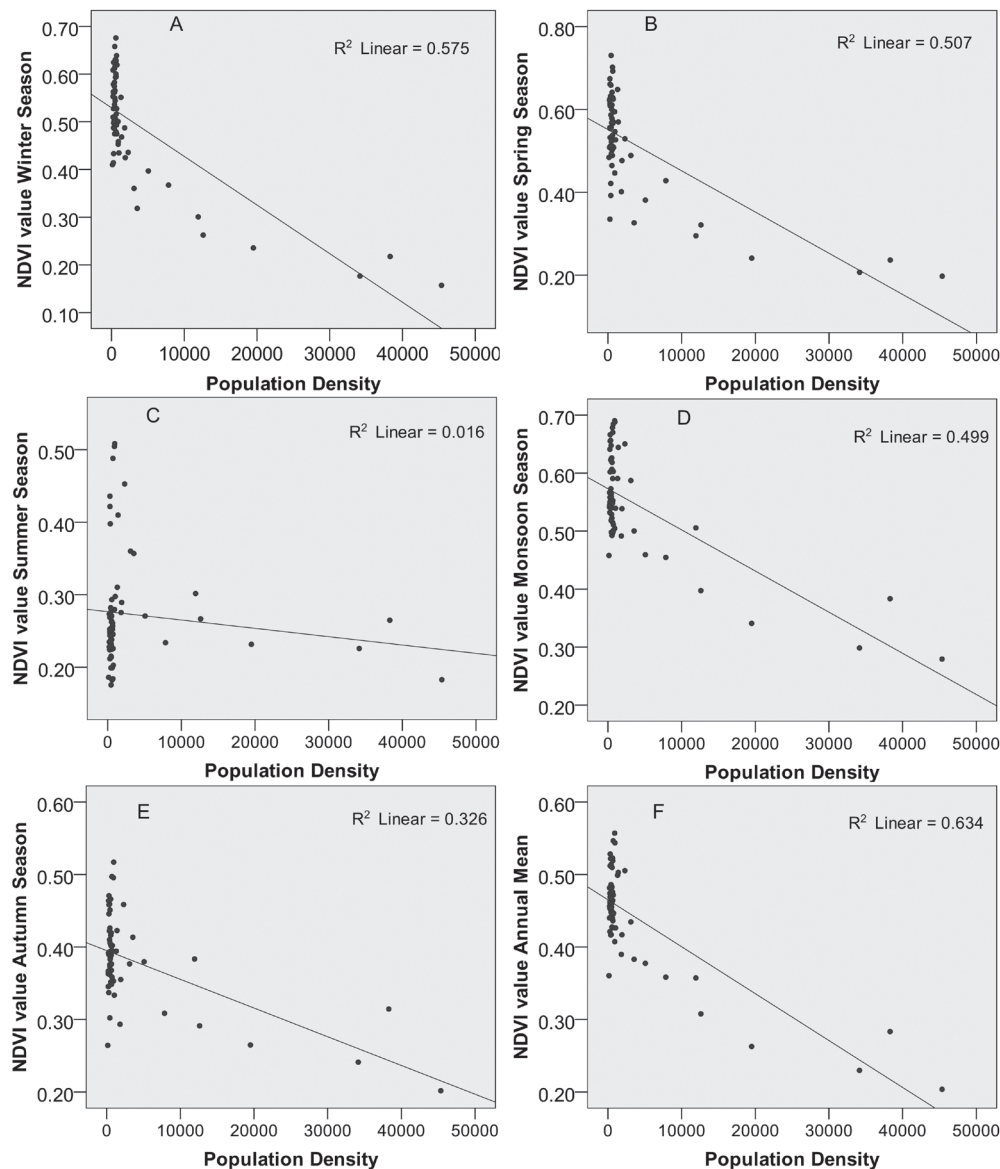 A
R² Linear = 0.575
NDVI value Winter Season
0.70
0.60
0.50
0.40
0.30
0.20
0.10
0 10000 20000 30000 40000 50000
Population Density
B
R² Linear = 0.507
NDVI value Spring Season
0.80
0.60
0.40
0.20
0 10000 20000 30000 40000 50000
Population Density
C
R² Linear = 0.016
NDVI value Summer Season
0.50
0.40
0.30
0.20
0 10000 20000 30000 40000 50000
Population Density
D
R² Linear = 0.499
NDVI value Monsoon Season
0.70
0.60
0.50
0.40
0.30
0.20
0 10000 20000 30000 40000 50000
Population Density
E
R² Linear = 0.326
NDVI value Autumn Season
0.60
0.50
0.40
0.30
0.20
0 10000 20000 30000 40000 50000
Population Density
F
R² Linear = 0.634
NDVI value Annual Mean
0.60
0.50
0.40
0.30
0.20
0 10000 20000 30000 40000 50000
Population Density